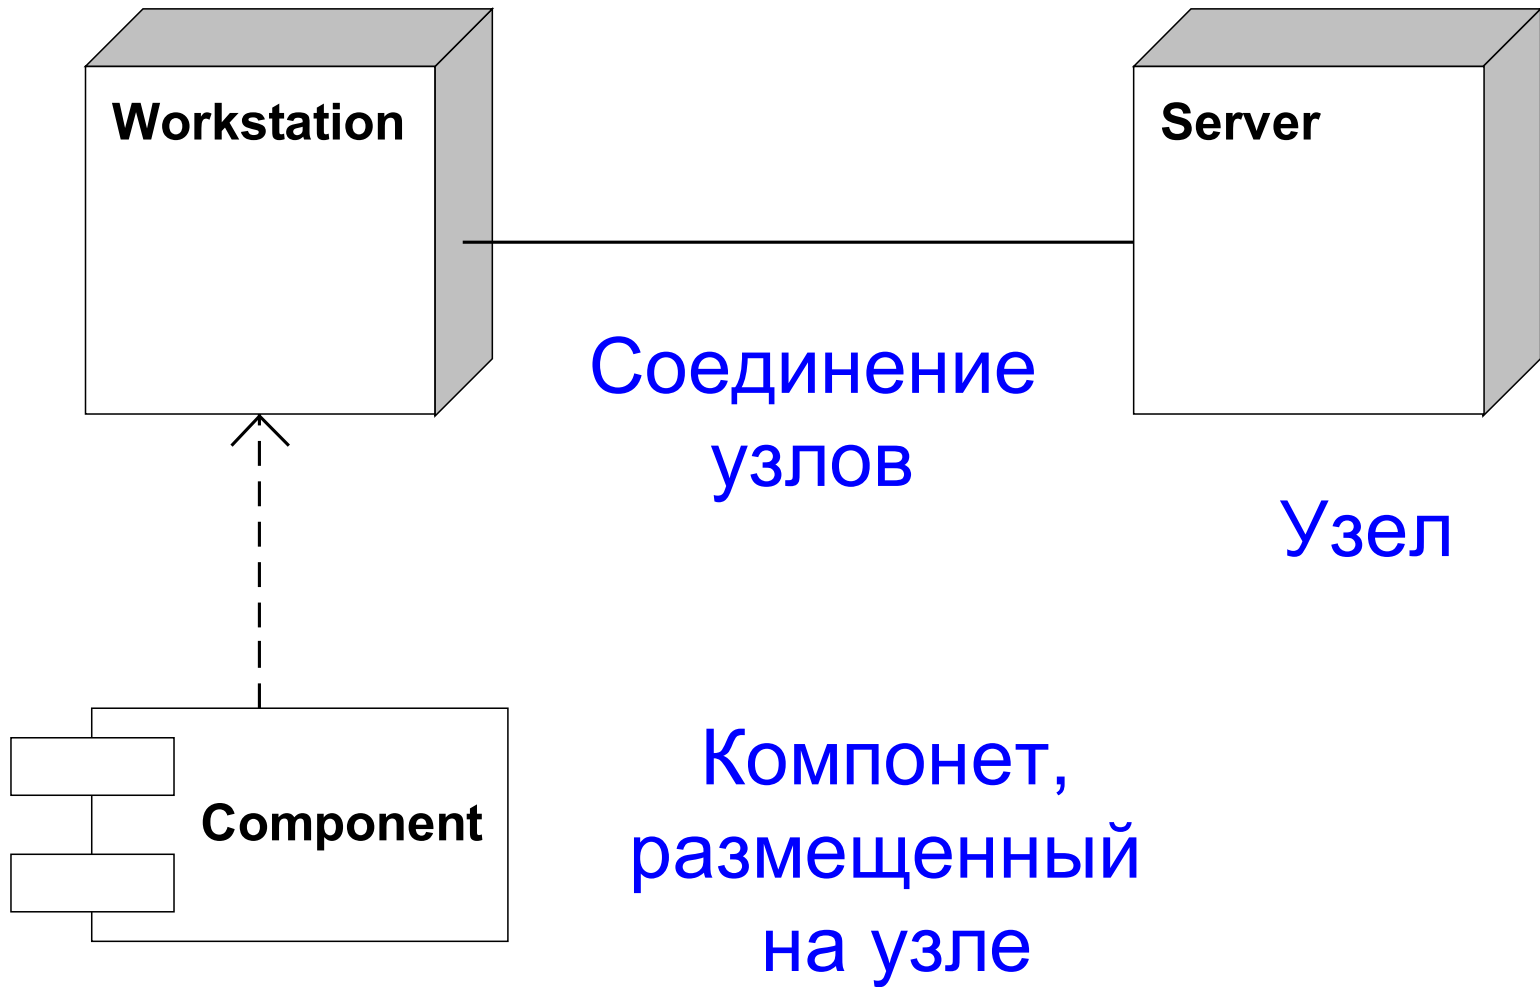 Workstation
Server
Соединение
узлов
Узел
Компонет,
Component
размещенный
на узле